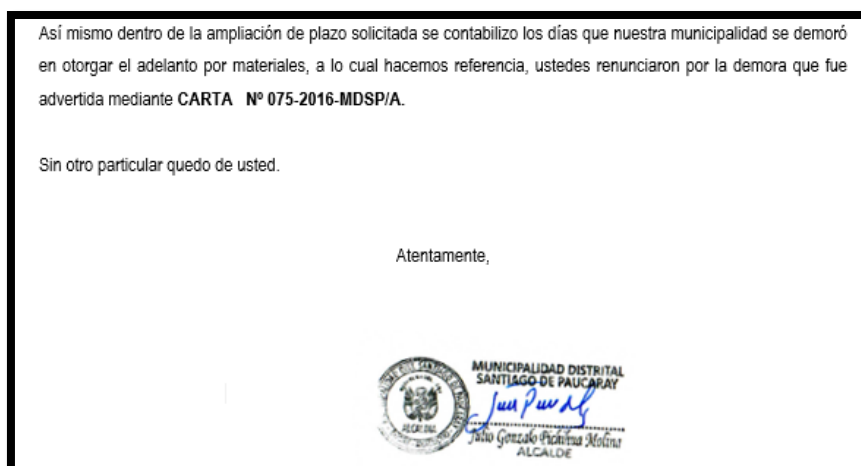 Así mismo dentro de la ampliación de plazo solicitada se contabilizo los días que nuestra municipalidad se demoró
en otorgar el adelanto por materiales, a lo cual hacemos referencia, ustedes renunciaron por la demora que fue
advertida mediante CARTA Nº 075-2016-MDSP/A.
Sin otro particular quedo de usted.
Atentamente,
MUNICIPALIDAD DISTRITAL
SANTIAGO DE PAUCARAY
Julio Gonzalo Molina
ALCALDE